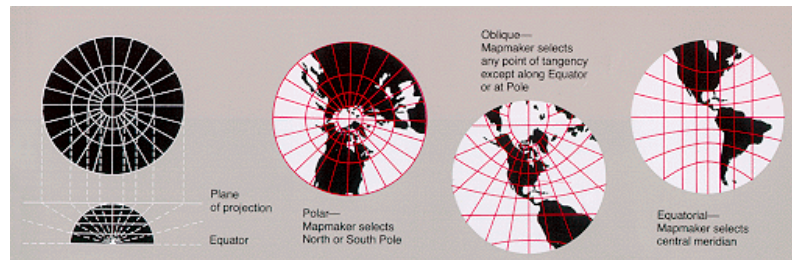 Plane
of projection
Equator
Polar—
Mapmaker selects
North or South Pole
Oblique—
Mapmaker selects
any point of tangency
except along Equator
or at Pole
Equatorial—
Mapmaker selects
central meridian